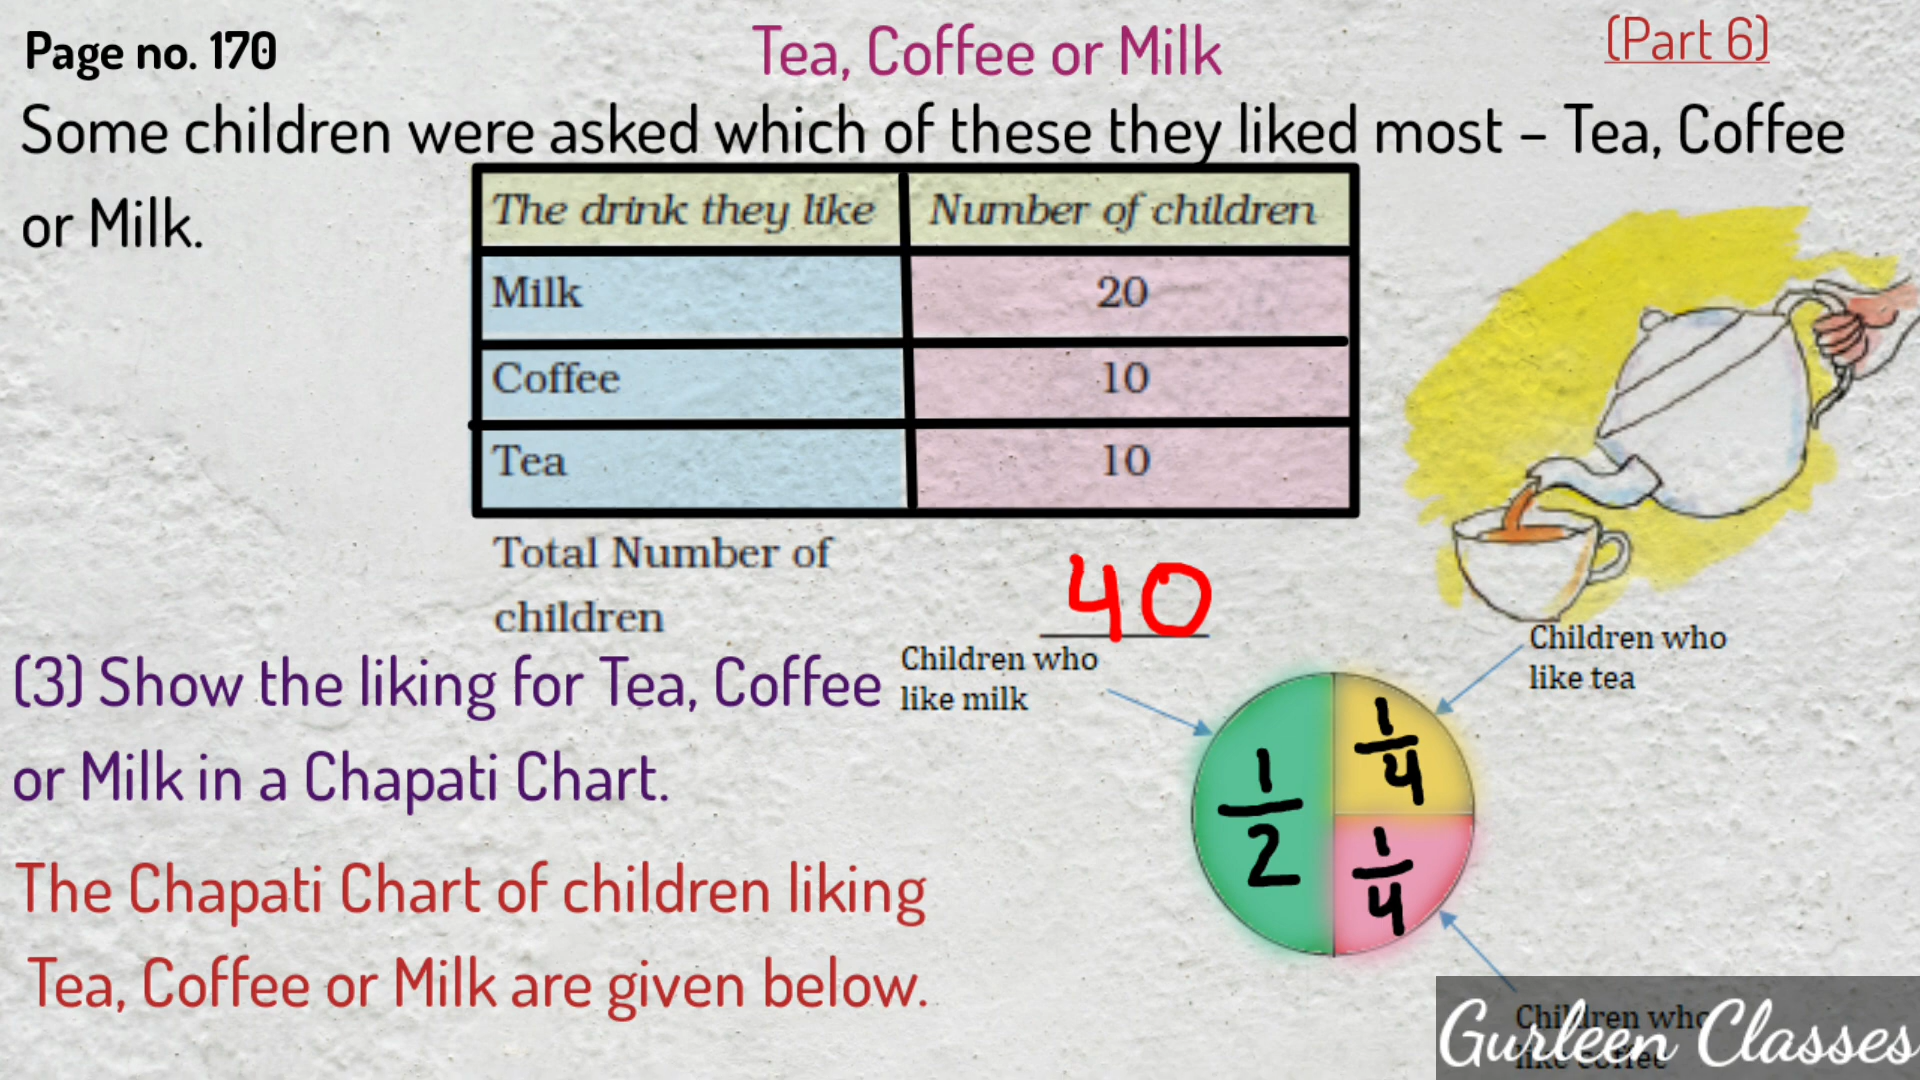 Page no. 170
Tea, Coffee or Milk
(Part 6)
Some children were asked which of these they liked most – Tea, Coffee
or Milk.
The drink they like Number of children
Milk 20
Coffee 10
Tea 10
Total Number of
children
40
(3) Show the liking for Tea, Coffee
or Milk in a Chapati Chart.
The Chapati Chart of children liking
Tea, Coffee or Milk are given below.
Children who
like milk
Children who
like tea
1/2
1/4
1/4
Children who
like coffee
Gurleen Classes